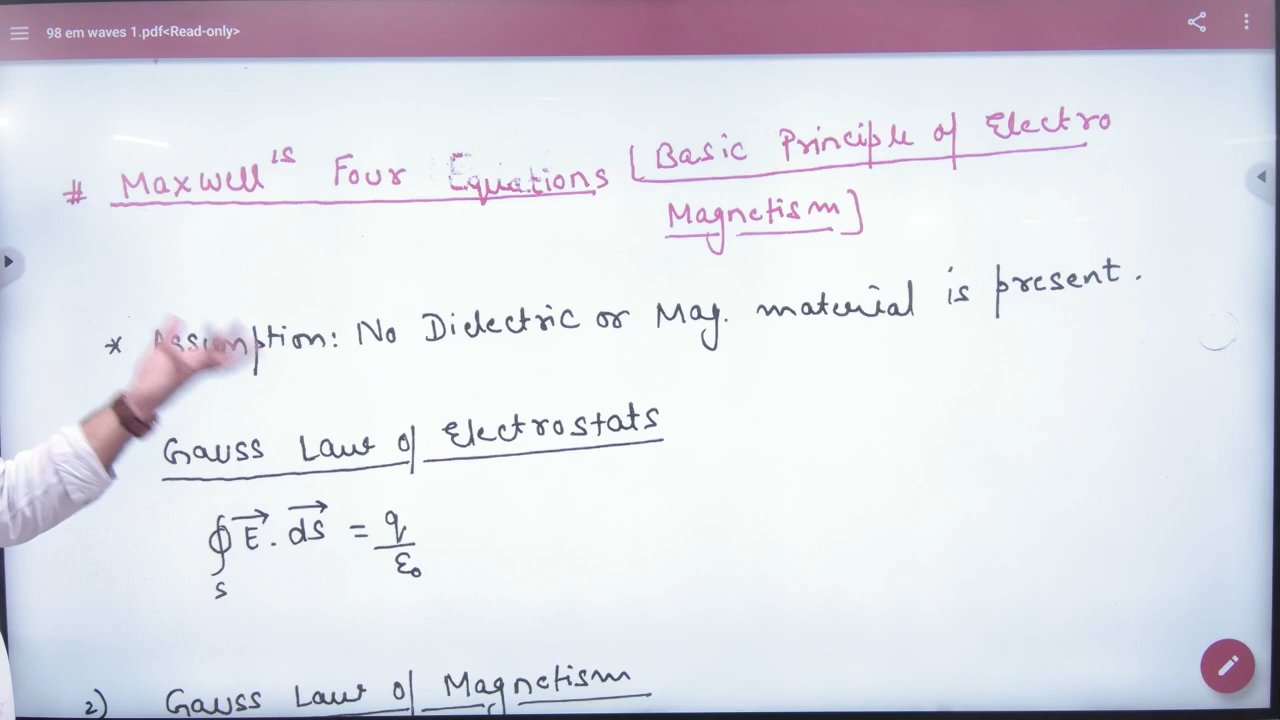 98 em waves 1.pdf<Read-only>
# Maxwell's Four Equations [Basic Principle of Electro
Magnetism]
* Assumption: No Dielectric or Mag. material is present.
Gauss Law of Electrostats
∮S E⃗. ds⃗ = q/ε₀
2) Gauss Law of Magnetism